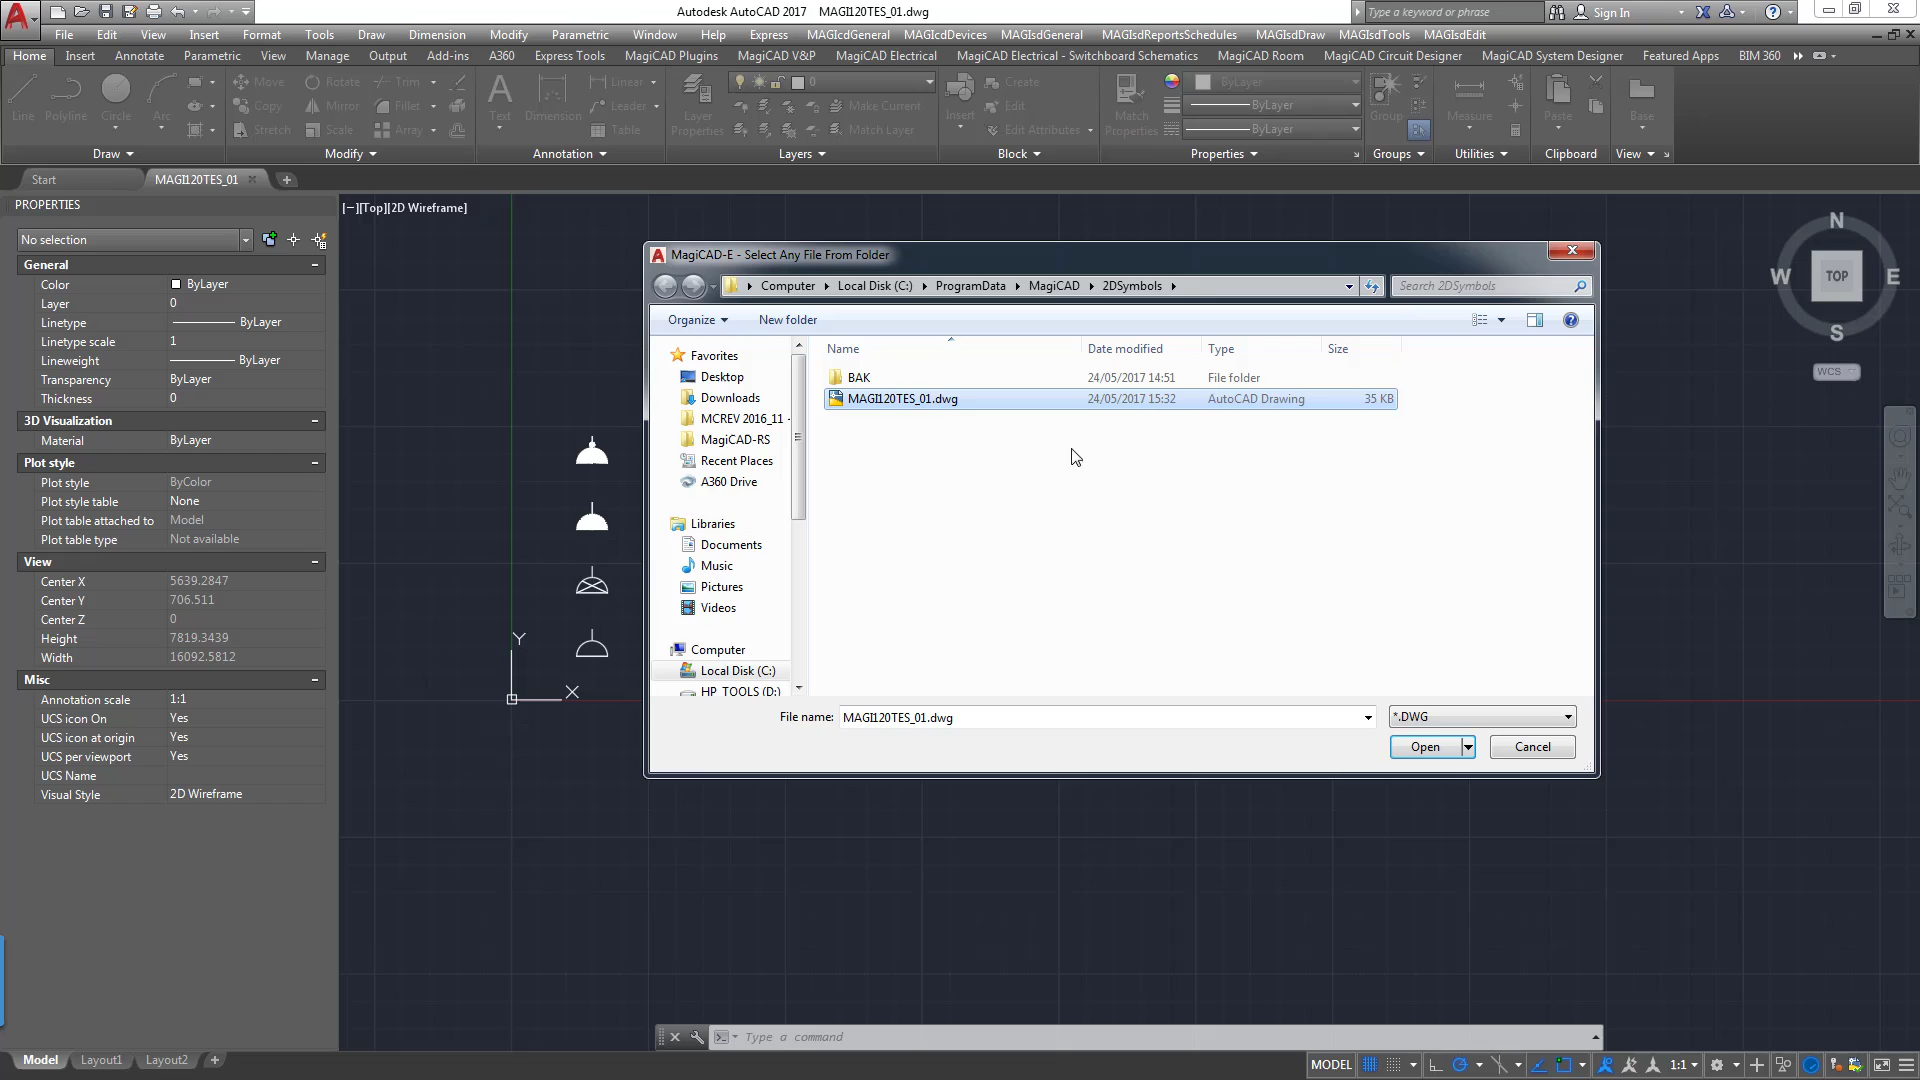 Autodesk AutoCAD 2017 MAGI120TES_01.dwg
Type a keyword or phrase
Sign In
File Edit View Insert Format Tools Draw Dimension Modify Parametric Window Help Express MAGIcdGeneral MAGIcdDevices MAGIsdGeneral MAGIsdReportsSchedules MAGIsdDraw MAGIsdTools MAGIsdEdit
Home Insert Annotate Parametric View Manage Output Add-ins A360 Express Tools MagiCAD Plugins MagiCAD V&P MagiCAD Electrical MagiCAD Electrical - Switchboard Schematics MagiCAD Room MagiCAD Circuit Designer MagiCAD System Designer Featured Apps BIM 360
Line Polyline Circle Arc
Move Rotate Trim
Copy Mirror Fillet
Stretch Scale Array
Text Dimension
Linear
Leader
Table
Layer Properties
0
Make Current
Match Layer
Insert
Create
Edit
Edit Attributes
Match Properties
ByLayer
ByLayer
ByLayer
Group Measure Paste Base
Draw Modify Annotation Layers Block Properties Groups Utilities Clipboard View
Start MAGI120TES_01
PROPERTIES
No selection
General
Color ByLayer
Layer 0
Linetype ByLayer
Linetype scale 1
Lineweight ByLayer
Transparency ByLayer
Thickness 0
3D Visualization
Material ByLayer
Plot style
Plot style ByColor
Plot style table None
Plot table attached to Model
Plot table type Not available
View
Center X 5639.2847
Center Y 706.511
Center Z 0
Height 7819.3439
Width 16092.5812
Misc
Annotation scale 1:1
UCS icon On Yes
UCS icon at origin Yes
UCS per viewport Yes
UCS Name
Visual Style 2D Wireframe
[−][Top][2D Wireframe]
Y
X
N
W TOP E
S
WCS
MagiCAD-E - Select Any File From Folder
Computer Local Disk (C:) ProgramData MagiCAD 2DSymbols
Search 2DSymbols
Organize New folder
Favorites
Desktop
Downloads
MCREV 2016_11 -
MagiCAD-RS
Recent Places
A360 Drive
Libraries
Documents
Music
Pictures
Videos
Computer
Local Disk (C:)
HP_TOOLS (D:)
Name Date modified Type Size
BAK 24/05/2017 14:51 File folder
MAGI120TES_01.dwg 24/05/2017 15:32 AutoCAD Drawing 35 KB
File name: MAGI120TES_01.dwg *.DWG
Open Cancel
Type a command
Model Layout1 Layout2
MODEL 1:1